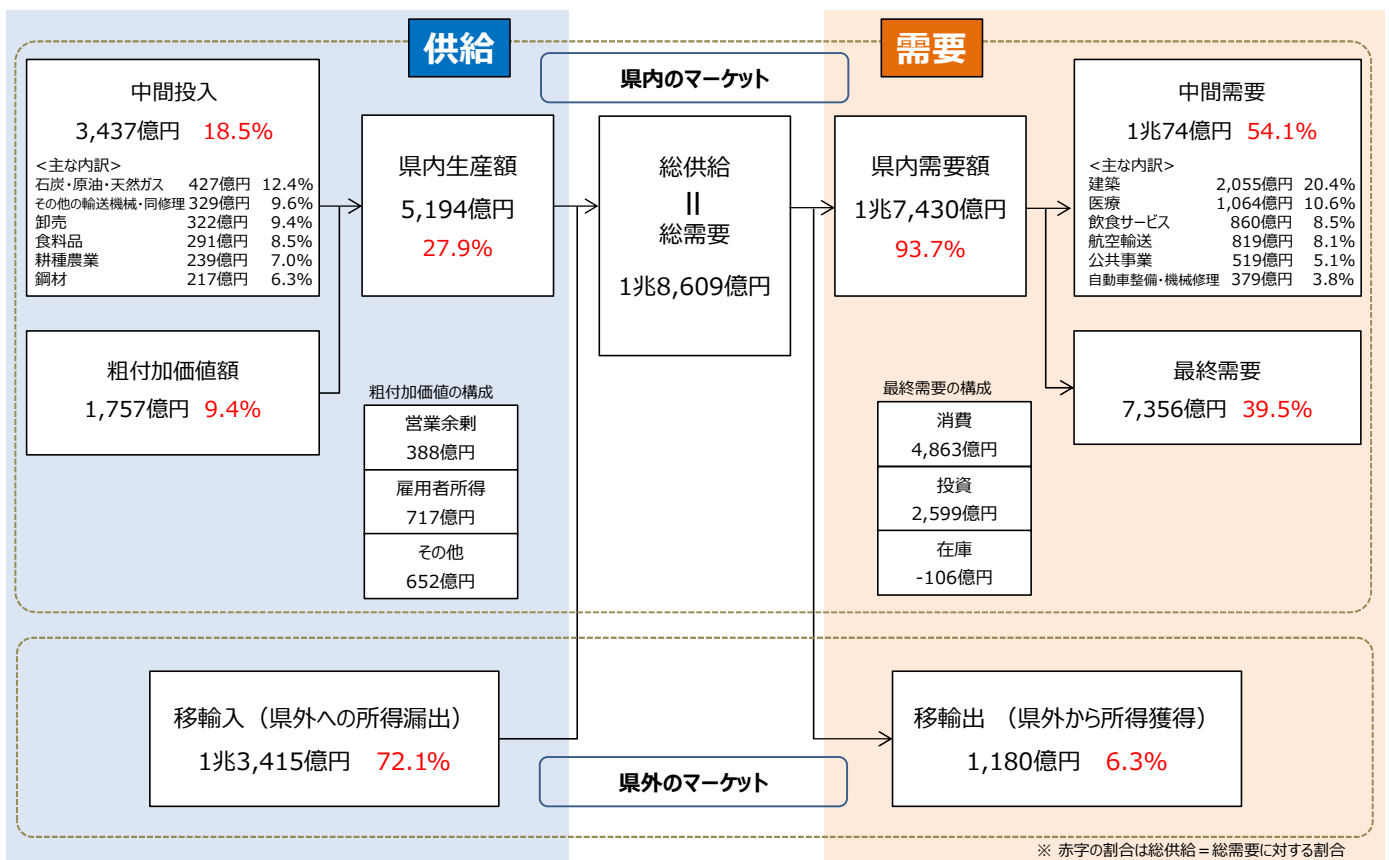 供給
需要
県内のマーケット
中間投入
3,437億円 18.5%
<主な内訳>
石炭・原油・天然ガス 427億円 12.4%
その他の輸送機械・同修理 329億円 9.6%
卸売 322億円 9.4%
食料品 291億円 8.5%
耕種農業 239億円 7.0%
鋼材 217億円 6.3%
県内生産額
5,194億円
27.9%
総供給
=
総需要
1兆8,609億円
県内需要額
1兆7,430億円
93.7%
中間需要
1兆74億円 54.1%
<主な内訳>
建築 2,055億円 20.4%
医療 1,064億円 10.6%
飲食サービス 860億円 8.5%
航空輸送 819億円 8.1%
公共事業 519億円 5.1%
自動車整備・機械修理 379億円 3.8%
粗付加価値額
1,757億円 9.4%
粗付加価値の構成
営業余剰
388億円
雇用者所得
717億円
その他
652億円
最終需要の構成
消費
4,863億円
投資
2,599億円
在庫
-106億円
最終需要
7,356億円 39.5%
移輸入(県外への所得漏出)
1兆3,415億円 72.1%
県外のマーケット
移輸出 (県外から所得獲得)
1,180億円 6.3%
※ 赤字の割合は総供給=総需要に対する割合